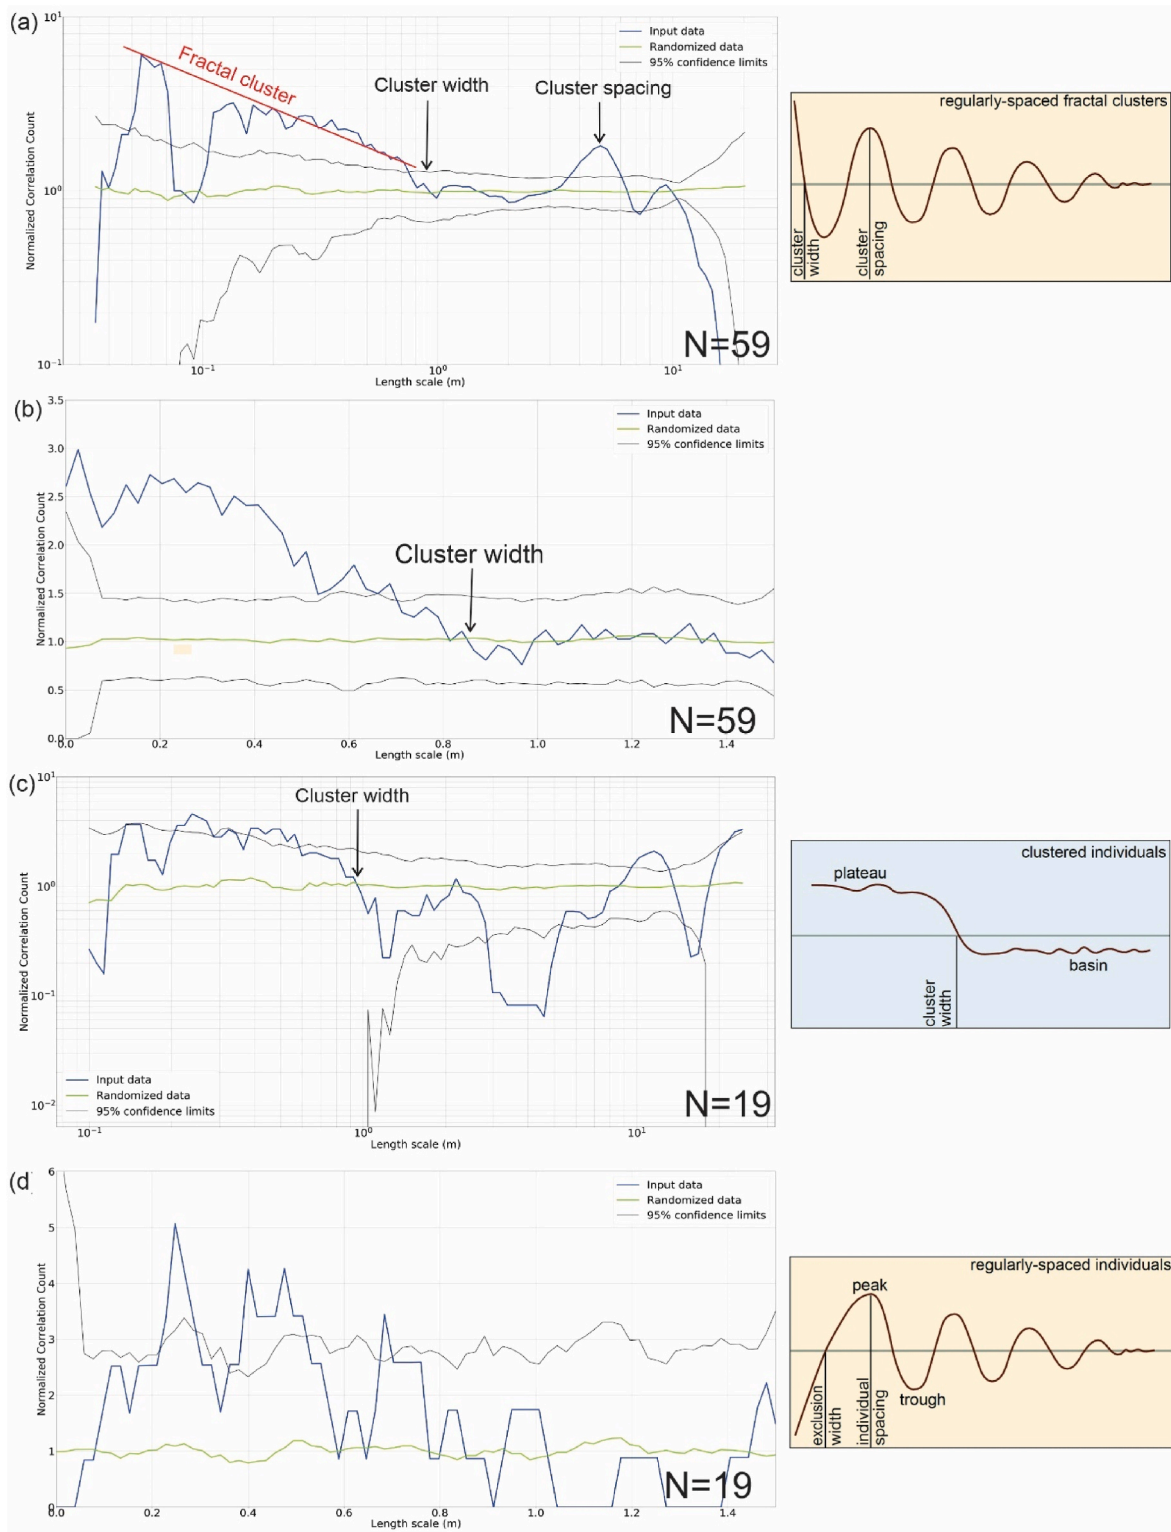 (a)
10¹
10⁰
10⁻¹
Normalized Correlation Count
Fractal cluster
Cluster width
Cluster spacing
Input data
Randomized data
95% confidence limits
N=59
10⁻¹
10⁰
10¹
Length scale (m)
regularly-spaced fractal clusters
cluster
width
cluster
spacing
(b)
3.5
3.0
2.5
2.0
1.5
1.0
0.5
0.0
Normalized Correlation Count
Input data
Randomized data
95% confidence limits
Cluster width
N=59
0.0
0.2
0.4
0.6
0.8
1.0
1.2
1.4
Length scale (m)
(c)
10¹
10⁰
10⁻¹
10⁻²
Normalized Correlation Count
Cluster width
Input data
Randomized data
95% confidence limits
N=19
10⁻¹
10⁰
10¹
Length scale (m)
clustered individuals
plateau
basin
cluster
width
(d)
6
5
4
3
2
1
0
Normalized Correlation Count
Input data
Randomized data
95% confidence limits
N=19
0.2
0.4
0.6
0.8
1.0
1.2
1.4
Length scale (m)
regularly-spaced individuals
peak
trough
exclusion
width
individual
spacing